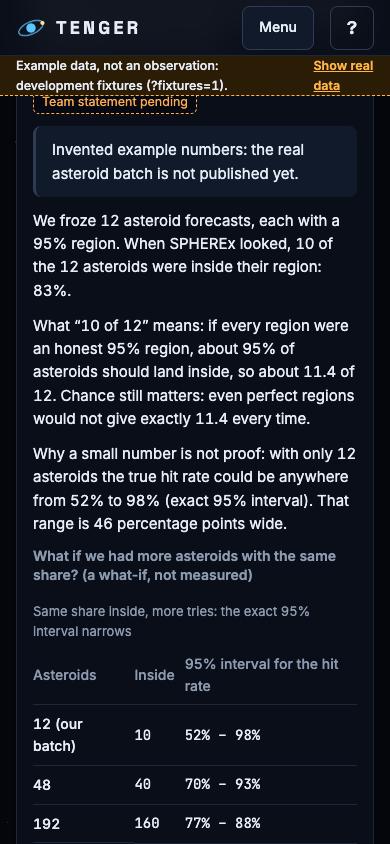 TENGER
Menu
?
Example data, not an observation:
development fixtures (?fixtures=1).
Show real
data
Team statement pending
Invented example numbers: the real
asteroid batch is not published yet.
We froze 12 asteroid forecasts, each with a
95% region. When SPHEREx looked, 10 of
the 12 asteroids were inside their region:
83%.
What “10 of 12” means: if every region were
an honest 95% region, about 95% of
asteroids should land inside, so about 11.4 of
12. Chance still matters: even perfect regions
would not give exactly 11.4 every time.
Why a small number is not proof: with only 12
asteroids the true hit rate could be anywhere
from 52% to 98% (exact 95% interval). That
range is 46 percentage points wide.
What if we had more asteroids with the same
share? (a what-if, not measured)
Same share inside, more tries: the exact 95%
interval narrows
Asteroids Inside 95% interval for the hit
rate
12 (our
batch) 10 52% – 98%
48 40 70% – 93%
192 160 77% – 88%